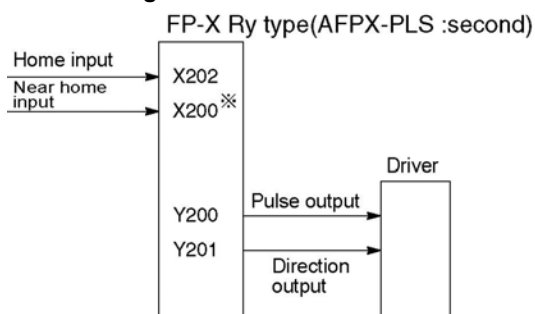 FP-X Ry type(AFPX-PLS :second)
Home input
X202
Near home
input
X200※
Driver
Y200
Pulse output
Y201
Direction
output